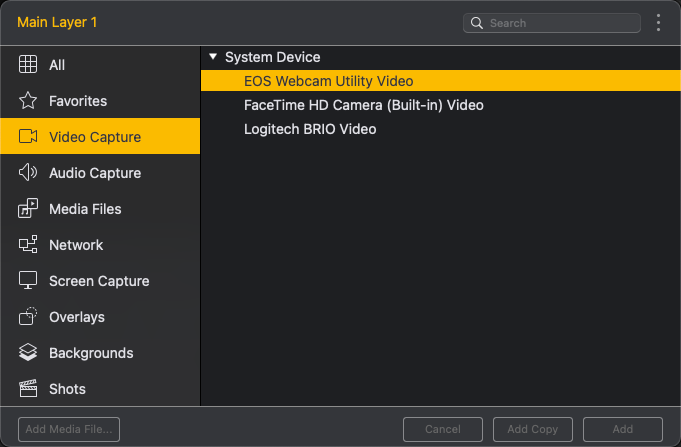 Main Layer 1
Search
All
Favorites
Video Capture
Audio Capture
Media Files
Network
Screen Capture
Overlays
Backgrounds
Shots
System Device
EOS Webcam Utility Video
FaceTime HD Camera (Built-in) Video
Logitech BRIO Video
Add Media File...
Cancel
Add Copy
Add